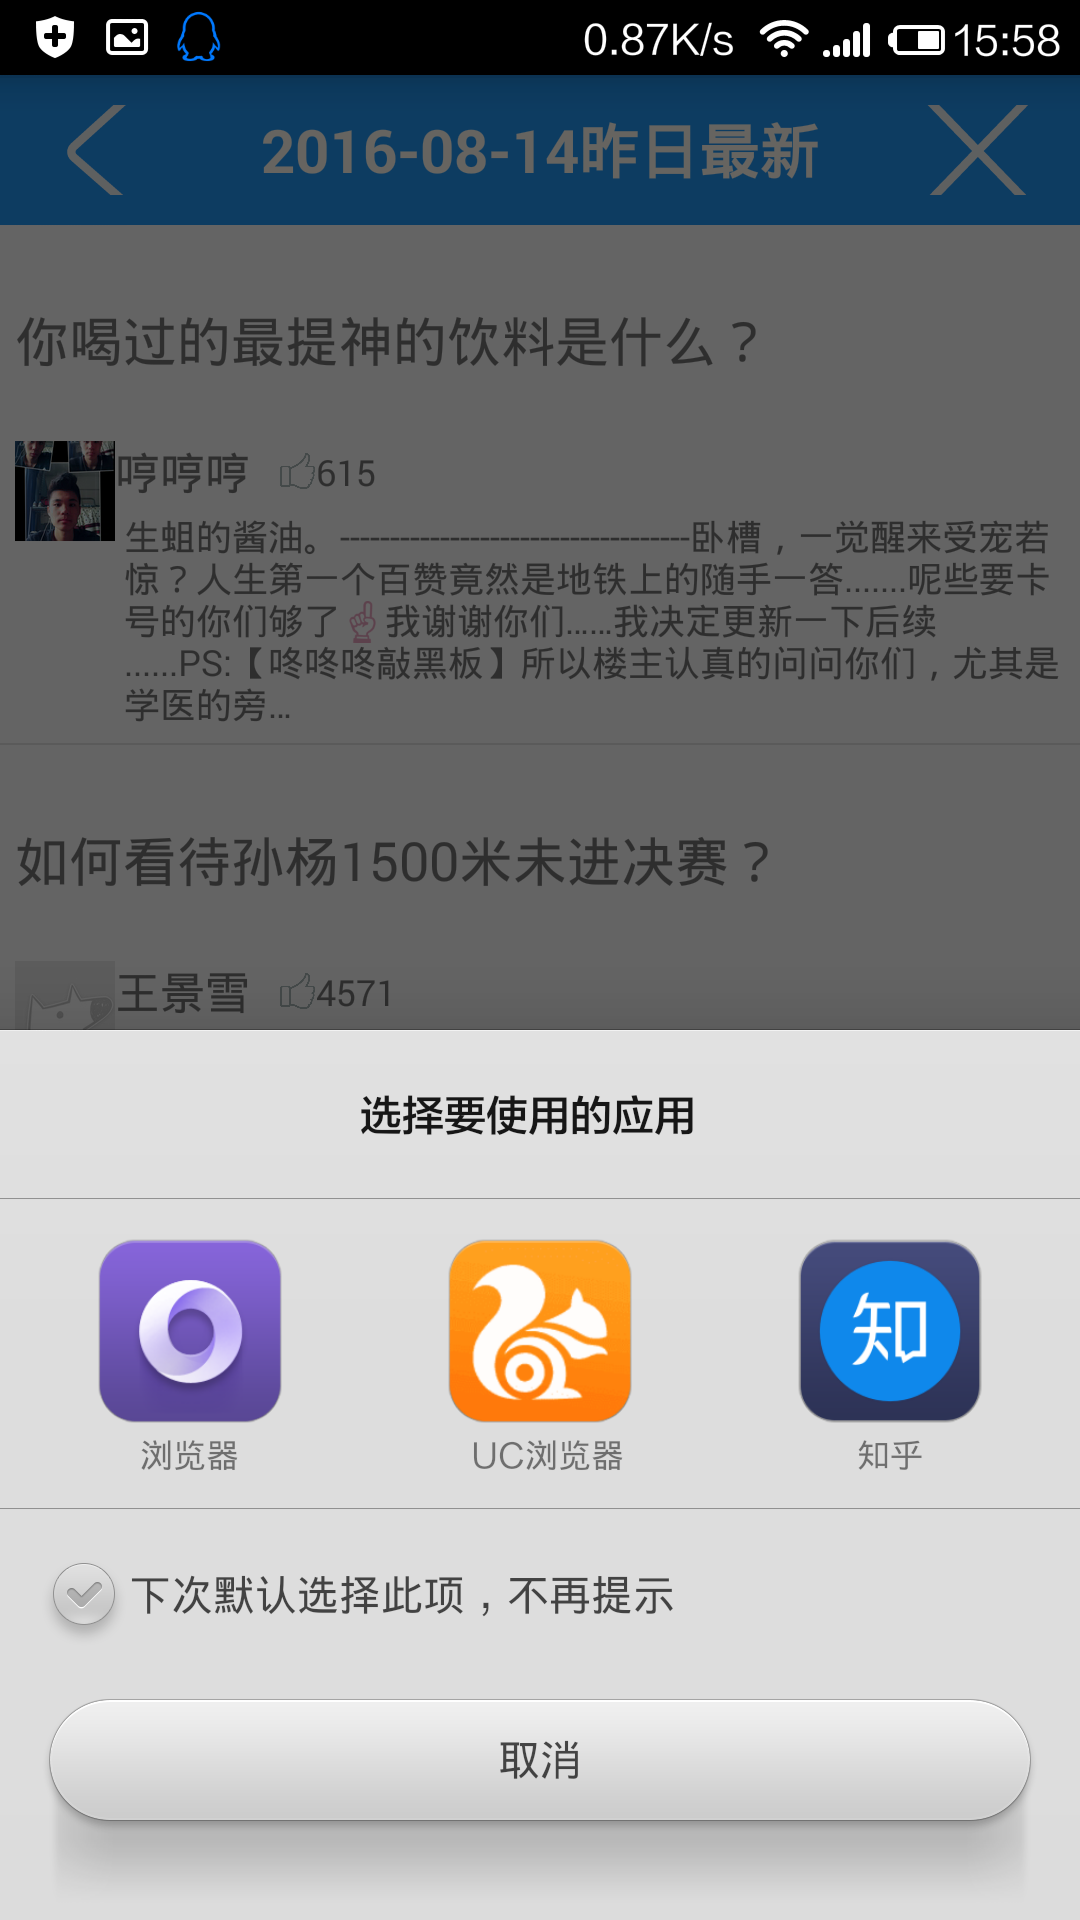 0.87K/s 15:58
2016-08-14昨日最新
你喝过的最提神的饮料是什么？
哼哼哼 615
生蛆的酱油。-----------------------------------卧槽，一觉醒来受宠若
惊？人生第一个百赞竟然是地铁上的随手一答.......呢些要卡
号的你们够了☝我谢谢你们......我决定更新一下后续
......PS:【咚咚咚敲黑板】所以楼主认真的问问你们，尤其是
学医的旁...
如何看待孙杨1500米未进决赛？
王景雪 4571
选择要使用的应用
知
浏览器 UC浏览器 知乎
下次默认选择此项，不再提示
取消